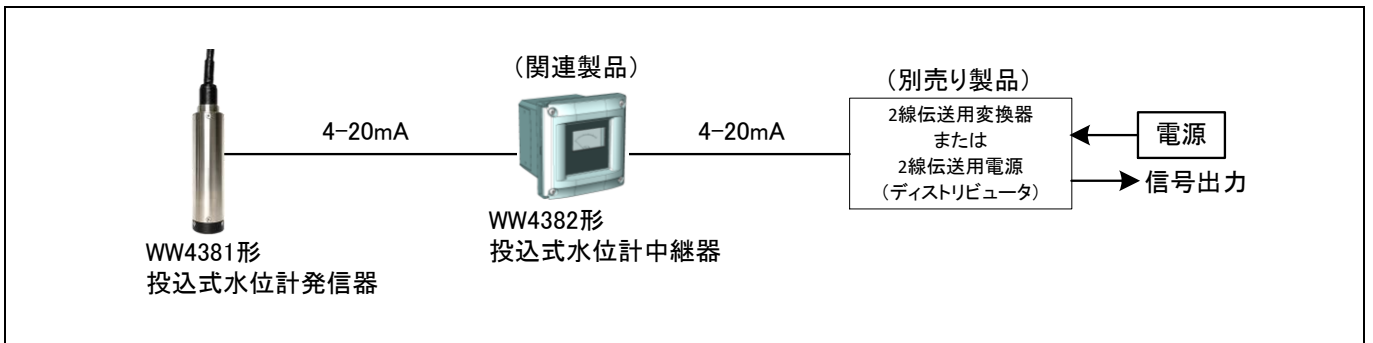 （関連製品）
（別売り製品）
4-20mA
4-20mA
2線伝送用変換器
または
2線伝送用電源
（ディストリビュータ）
電源
信号出力
WW4381形
投込式水位計発信器
WW4382形
投込式水位計中継器